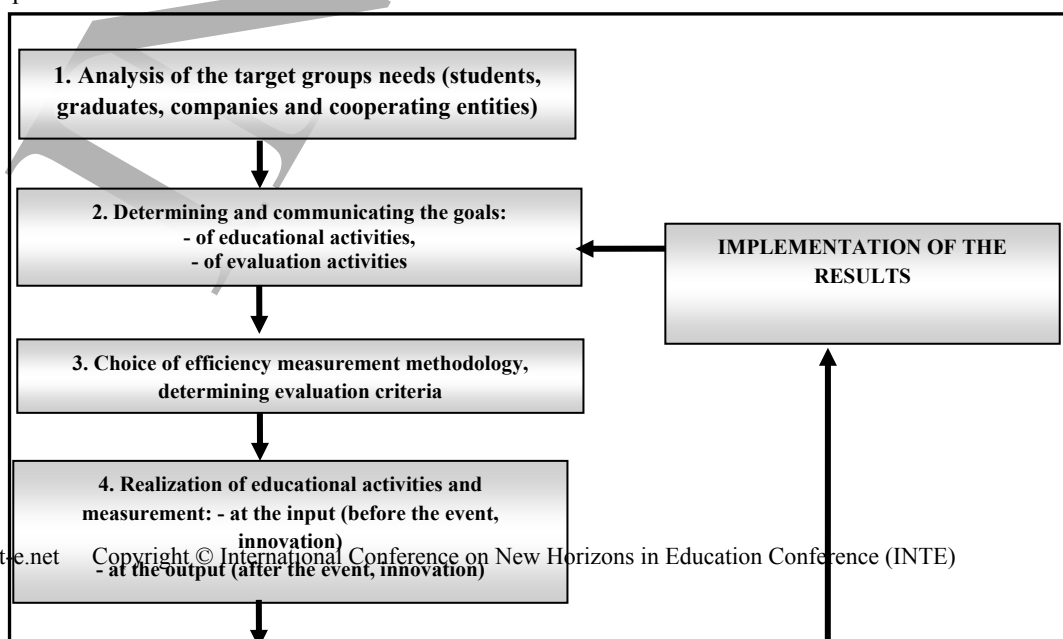 1. Analysis of the target groups needs (students,
graduates, companies and cooperating entities)
2. Determining and communicating the goals:
- of educational activities,
- of evaluation activities
IMPLEMENTATION OF THE
RESULTS
3. Choice of efficiency measurement methodology,
determining evaluation criteria
4. Realization of educational activities and
measurement: - at the input (before the event,
innovation)
- at the output (after the event, innovation)
t-e.net Copyright © International Conference on New Horizons in Education Conference (INTE)